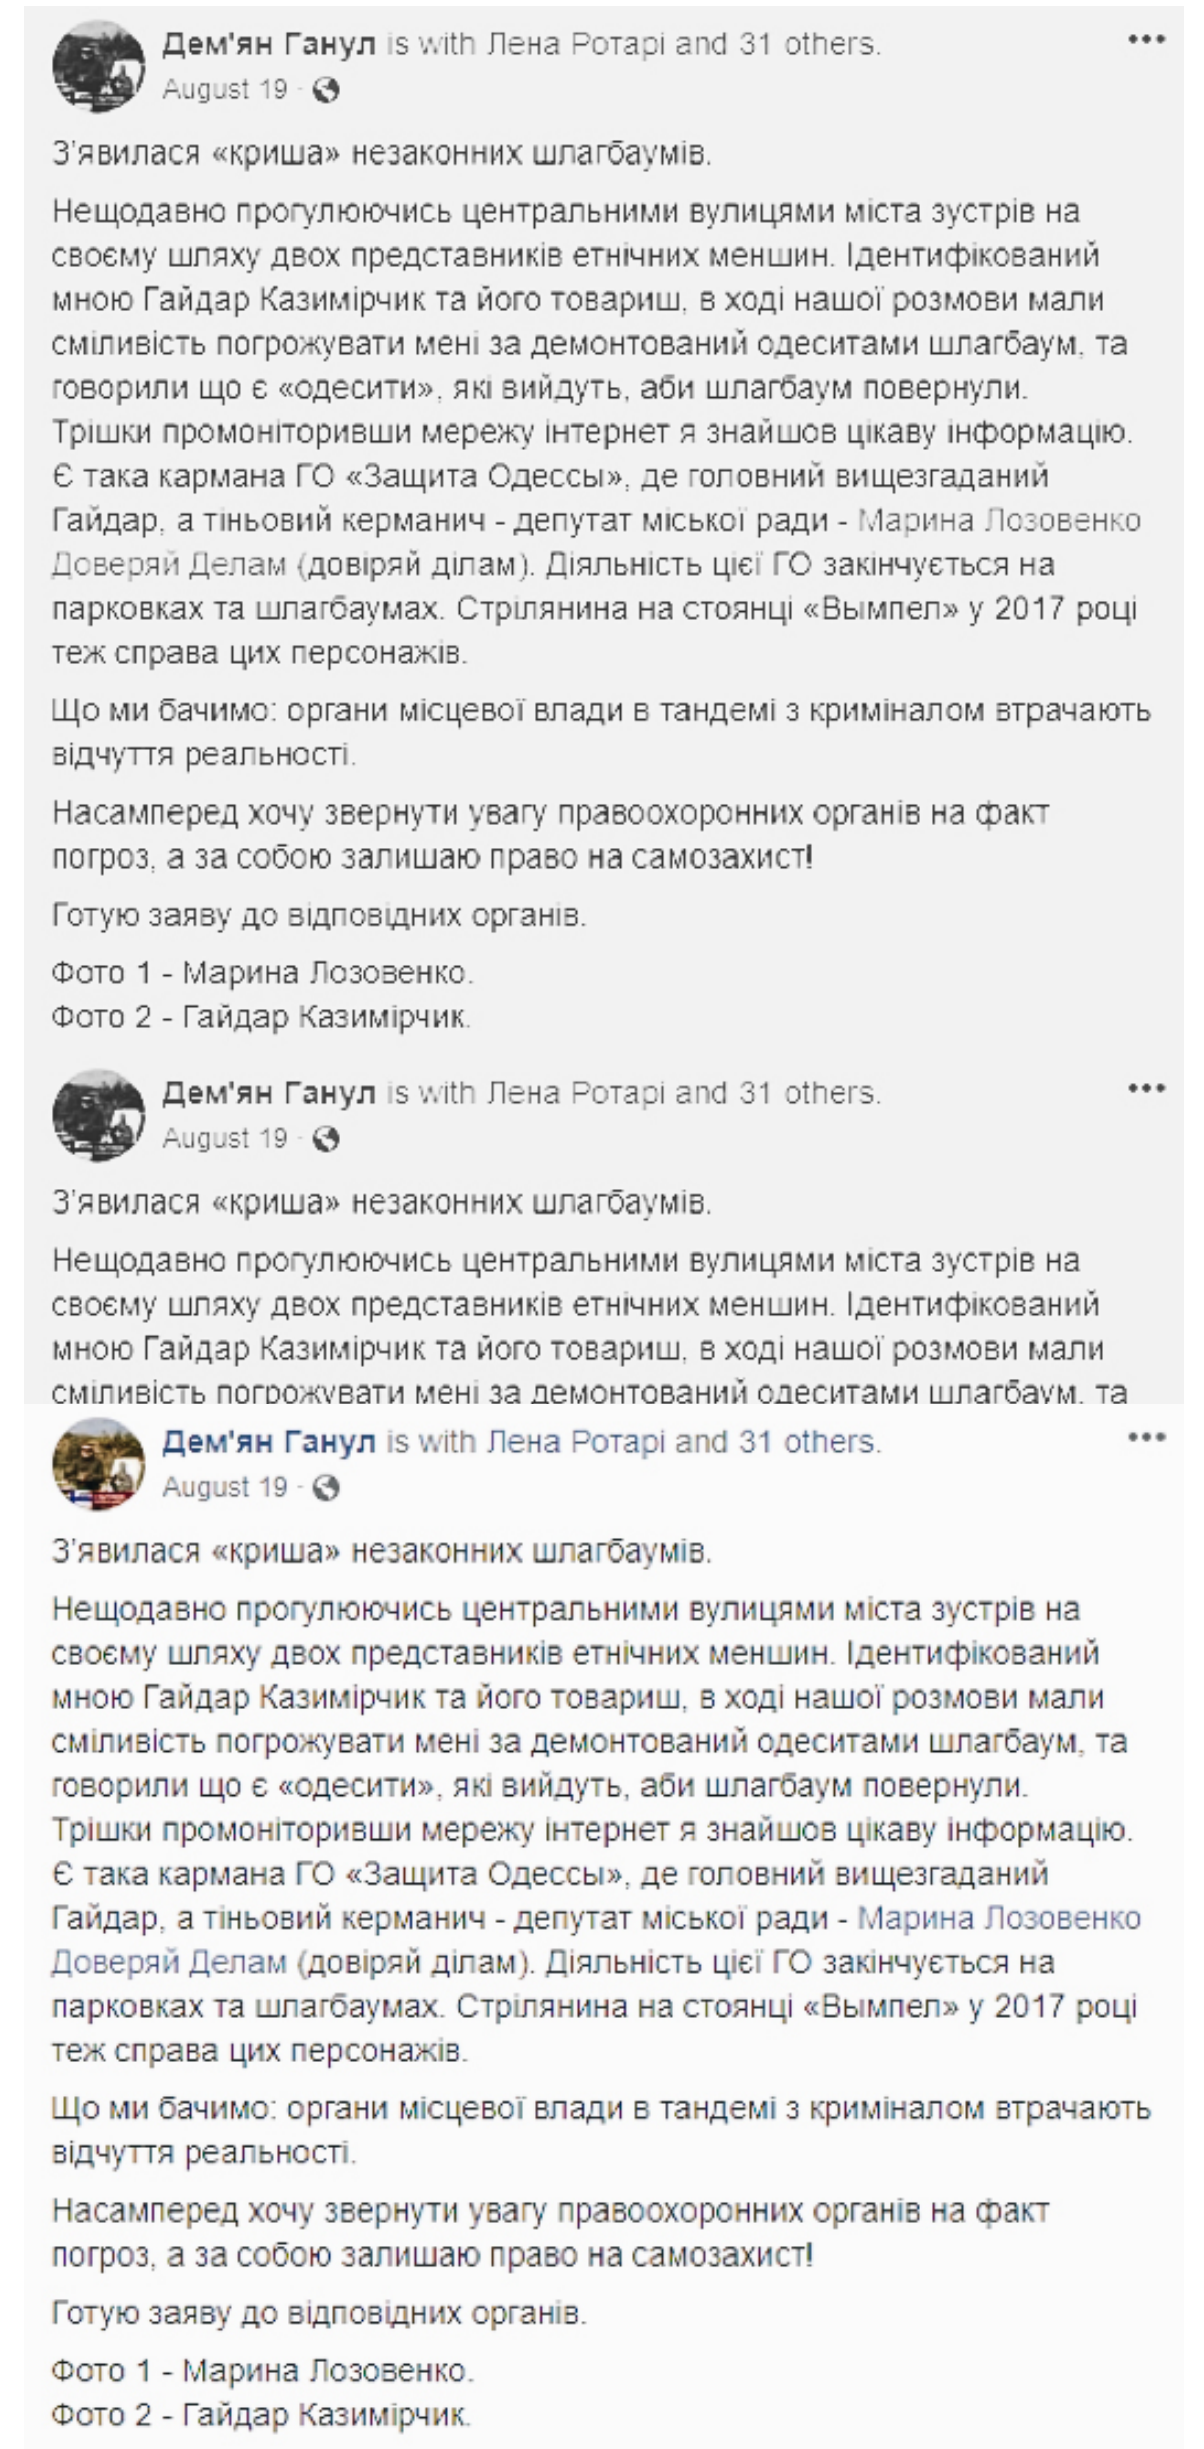 Дем'ян Ганул is with Лена Ротарі and 31 others.
August 19 ·
З'явилася «криша» незаконних шлагбаумів.
Нещодавно прогулюючись центральними вулицями міста зустрів на
своєму шляху двох представників етнічних меншин. Ідентифікований
мною Гайдар Казимірчик та його товариш, в ході нашої розмови мали
сміливість погрожувати мені за демонтований одеситами шлагбаум, та
говорили що є «одесити», які вийдуть, аби шлагбаум повернули.
Трішки промоніторивши мережу інтернет я знайшов цікаву інформацію.
Є така кармана ГО «Защита Одессы», де головний вищезгаданий
Гайдар, а тіньовий керманич - депутат міської ради - Марина Лозовенко
Доверяй Делам (довіряй ділам). Діяльність цієї ГО закінчується на
парковках та шлагбаумах. Стрілянина на стоянці «Вымпел» у 2017 році
теж справа цих персонажів.
Що ми бачимо: органи місцевої влади в тандемі з криміналом втрачають
відчуття реальності.
Насамперед хочу звернути увагу правоохоронних органів на факт
погроз, а за собою залишаю право на самозахист!
Готую заяву до відповідних органів.
Фото 1 - Марина Лозовенко.
Фото 2 - Гайдар Казимірчик.
Дем'ян Ганул is with Лена Ротарі and 31 others.
August 19 ·
З'явилася «криша» незаконних шлагбаумів.
Нещодавно прогулюючись центральними вулицями міста зустрів на
своєму шляху двох представників етнічних меншин. Ідентифікований
мною Гайдар Казимірчик та його товариш, в ході нашої розмови мали
сміливість погрожувати мені за демонтований одеситами шлагбаум, та
Дем'ян Ганул is with Лена Ротарі and 31 others.
August 19 ·
З'явилася «криша» незаконних шлагбаумів.
Нещодавно прогулюючись центральними вулицями міста зустрів на
своєму шляху двох представників етнічних меншин. Ідентифікований
мною Гайдар Казимірчик та його товариш, в ході нашої розмови мали
сміливість погрожувати мені за демонтований одеситами шлагбаум, та
говорили що є «одесити», які вийдуть, аби шлагбаум повернули.
Трішки промоніторивши мережу інтернет я знайшов цікаву інформацію.
Є така кармана ГО «Защита Одессы», де головний вищезгаданий
Гайдар, а тіньовий керманич - депутат міської ради - Марина Лозовенко
Доверяй Делам (довіряй ділам). Діяльність цієї ГО закінчується на
парковках та шлагбаумах. Стрілянина на стоянці «Вымпел» у 2017 році
теж справа цих персонажів.
Що ми бачимо: органи місцевої влади в тандемі з криміналом втрачають
відчуття реальності.
Насамперед хочу звернути увагу правоохоронних органів на факт
погроз, а за собою залишаю право на самозахист!
Готую заяву до відповідних органів.
Фото 1 - Марина Лозовенко.
Фото 2 - Гайдар Казимірчик.